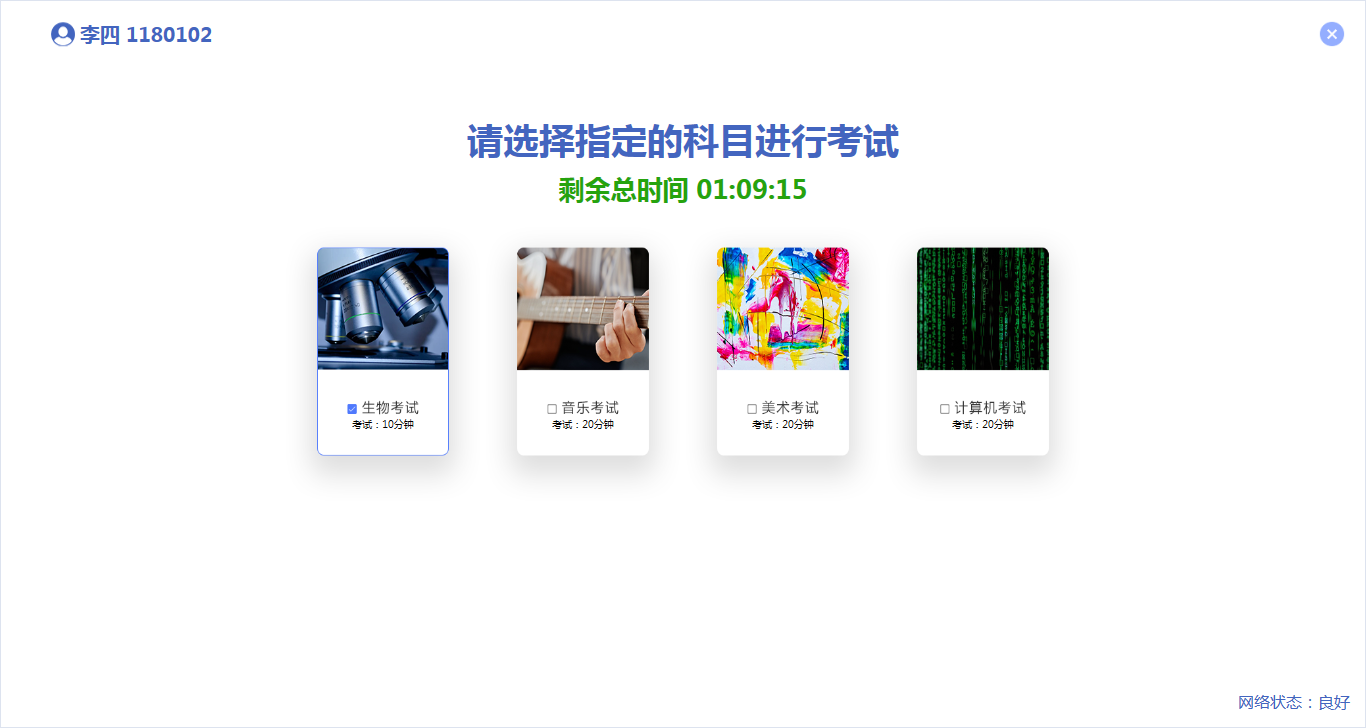 李四 1180102
请选择指定的科目进行考试
剩余总时间 01:09:15
生物考试
考试：10分钟
音乐考试
考试：20分钟
美术考试
考试：20分钟
计算机考试
考试：20分钟
网络状态：良好